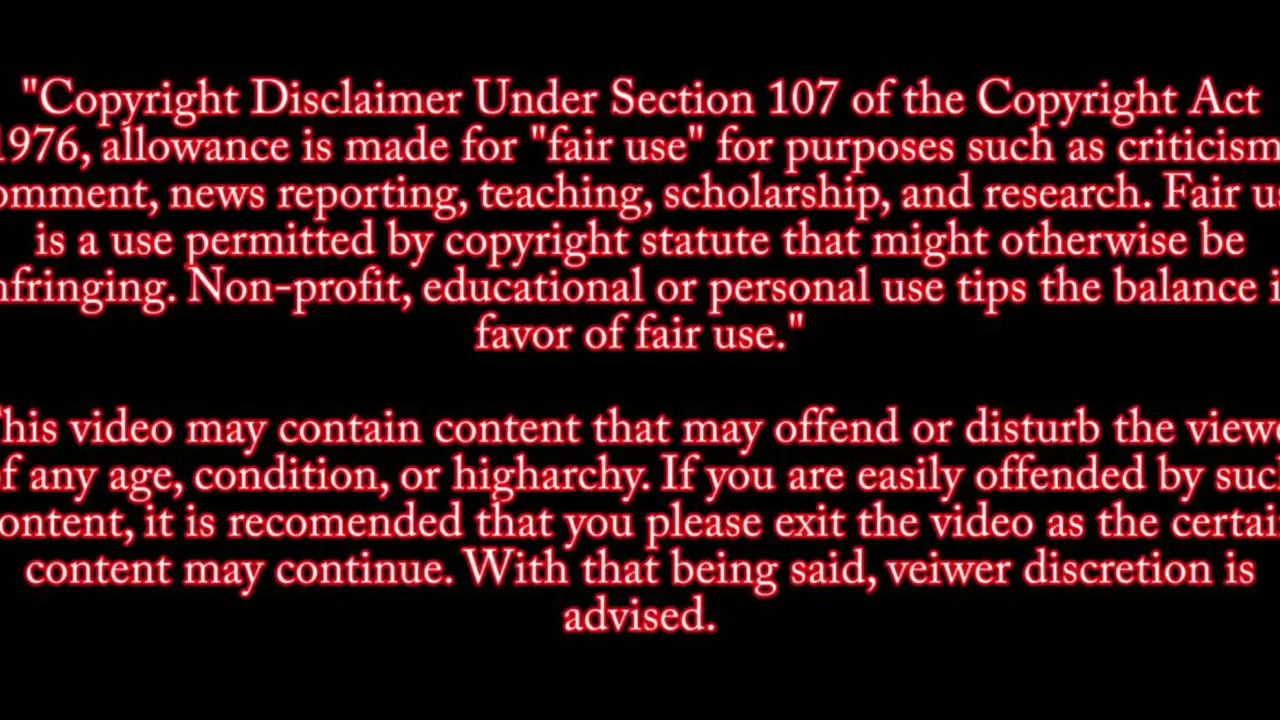 "Copyright Disclaimer Under Section 107 of the Copyright Act
1976, allowance is made for "fair use" for purposes such as criticism
omment, news reporting, teaching, scholarship, and research. Fair u
is a use permitted by copyright statute that might otherwise be
nfringing. Non-profit, educational or personal use tips the balance i
favor of fair use."
his video may contain content that may offend or disturb the viewe
f any age, condition, or higharchy. If you are easily offended by suc
ontent, it is recomended that you please exit the video as the certai
content may continue. With that being said, veiwer discretion is
advised.